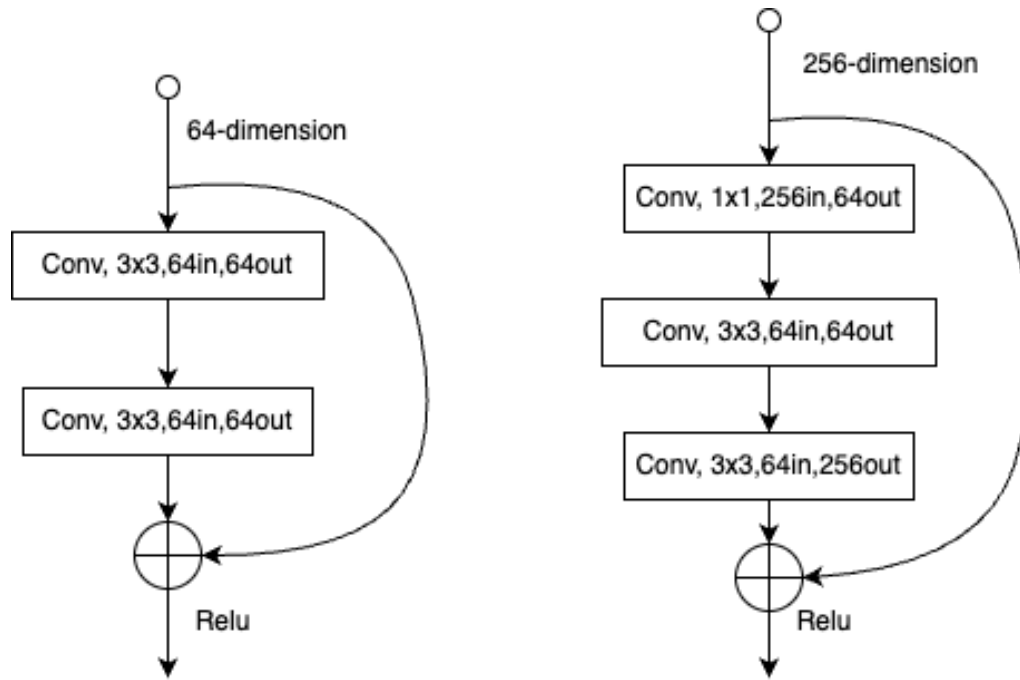 64-dimension
Conv, 3x3,64in,64out
Conv, 3x3,64in,64out
Relu
256-dimension
Conv, 1x1,256in,64out
Conv, 3x3,64in,64out
Conv, 3x3,64in,256out
Relu